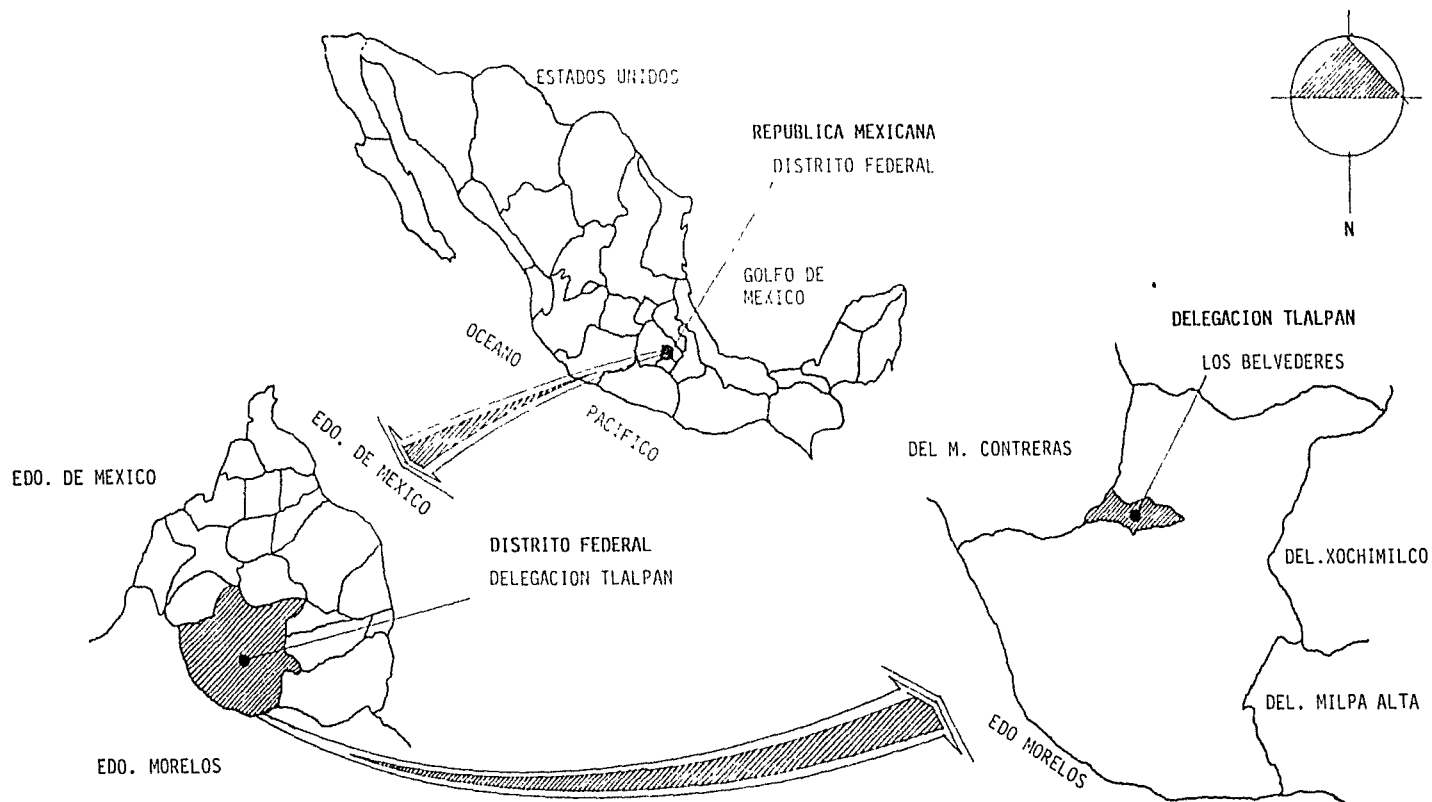 ESTADOS UNIDOS
REPUBLICA MEXICANA
DISTRITO FEDERAL
N
GOLFO DE
MEXICO
OCEANO
PACIFICO
EDO. DE MEXICO
EDO. DE MEXICO
DISTRITO FEDERAL
DELEGACION TLALPAN
EDO. MORELOS
DELEGACION TLALPAN
LOS BELVEDERES
DEL M. CONTRERAS
DEL.XOCHIMILCO
DEL. MILPA ALTA
EDO MORELOS